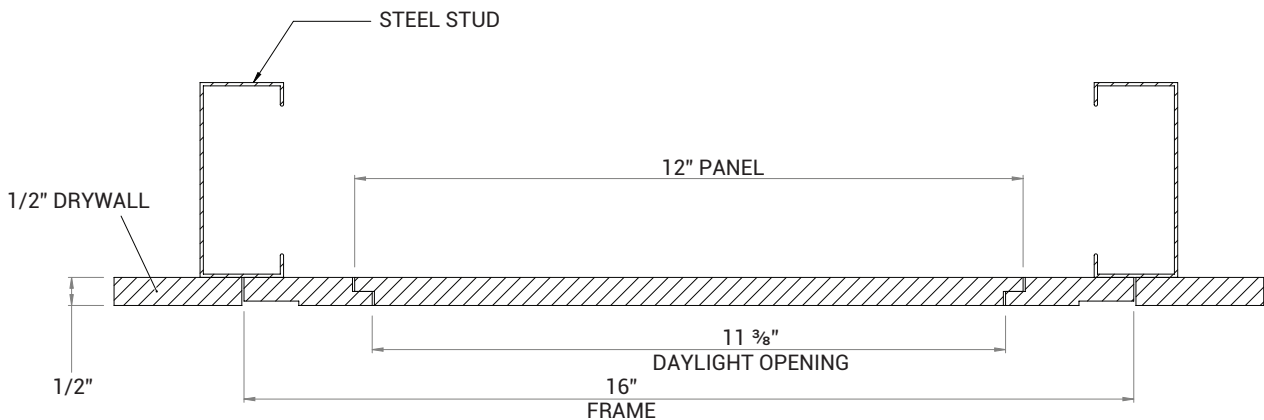 STEEL STUD
12" PANEL
1/2" DRYWALL
11 ⅜"
DAYLIGHT OPENING
1/2"
16"
FRAME